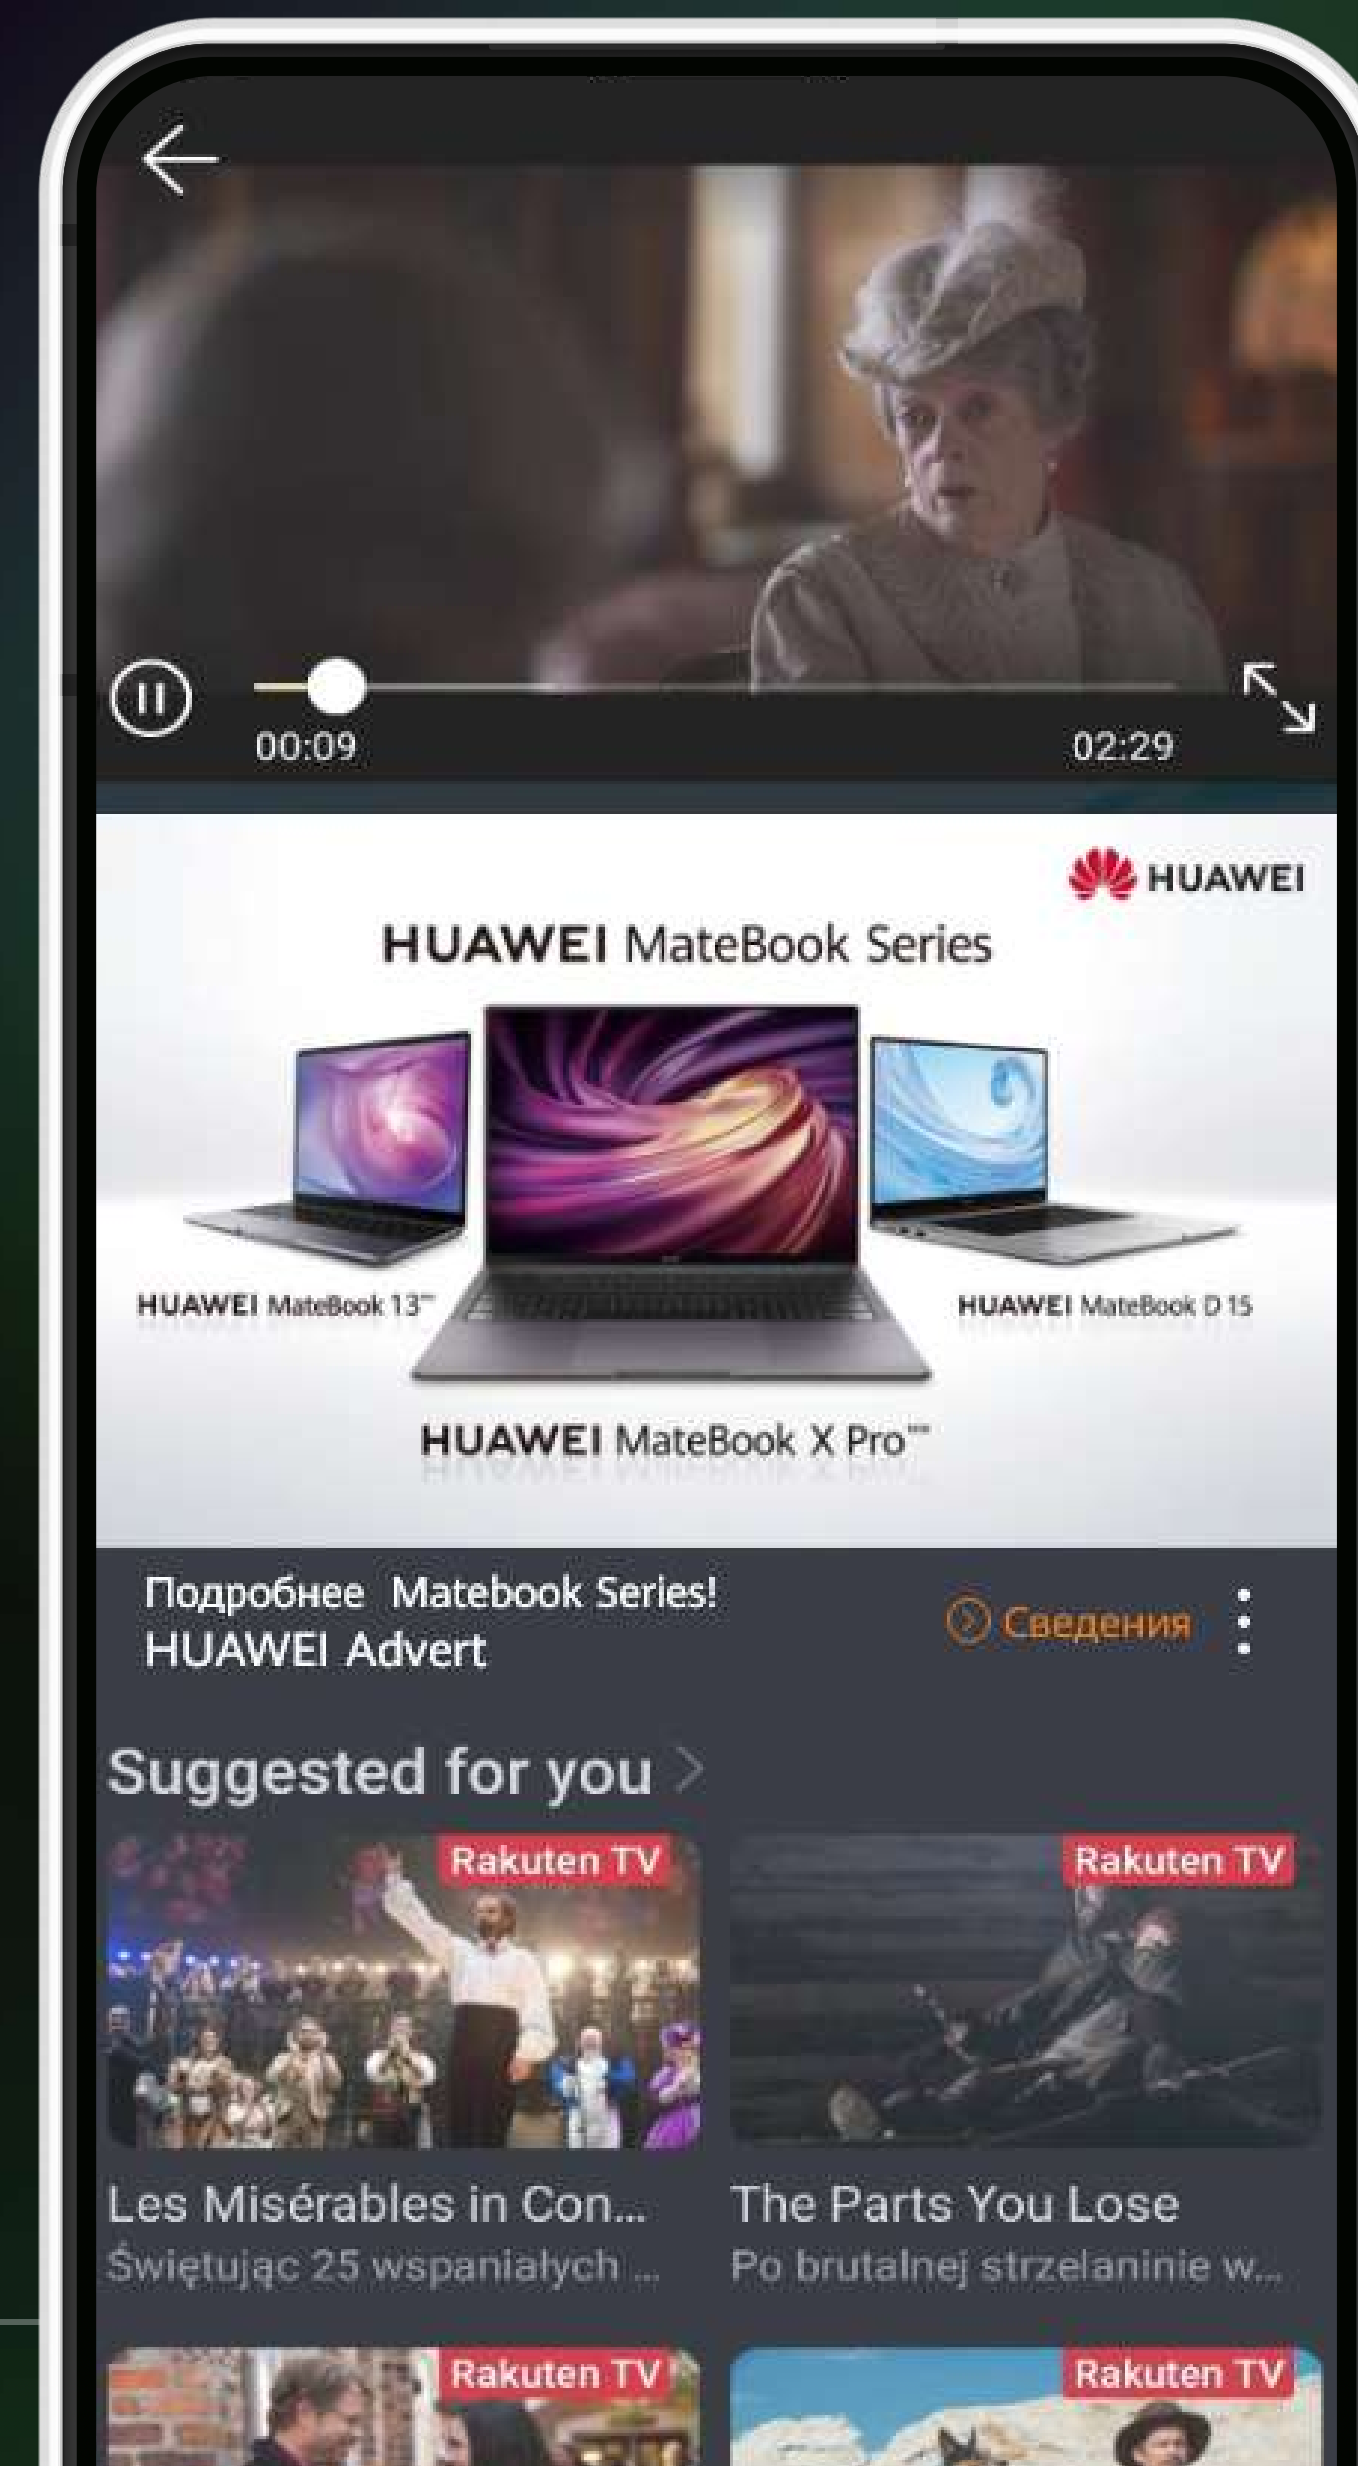 00:09
02:29
HUAWEI
HUAWEI MateBook Series
HUAWEI MateBook 13
HUAWEI MateBook D 15
HUAWEI MateBook X Pro
Подробнее Matebook Series!
HUAWEI Advert
Сведения
Suggested for you
Rakuten TV
Rakuten TV
Les Misérables in Con...
The Parts You Lose
Świętując 25 wspaniałych ...
Po brutalnej strzelaninie w...
Rakuten TV
Rakuten TV